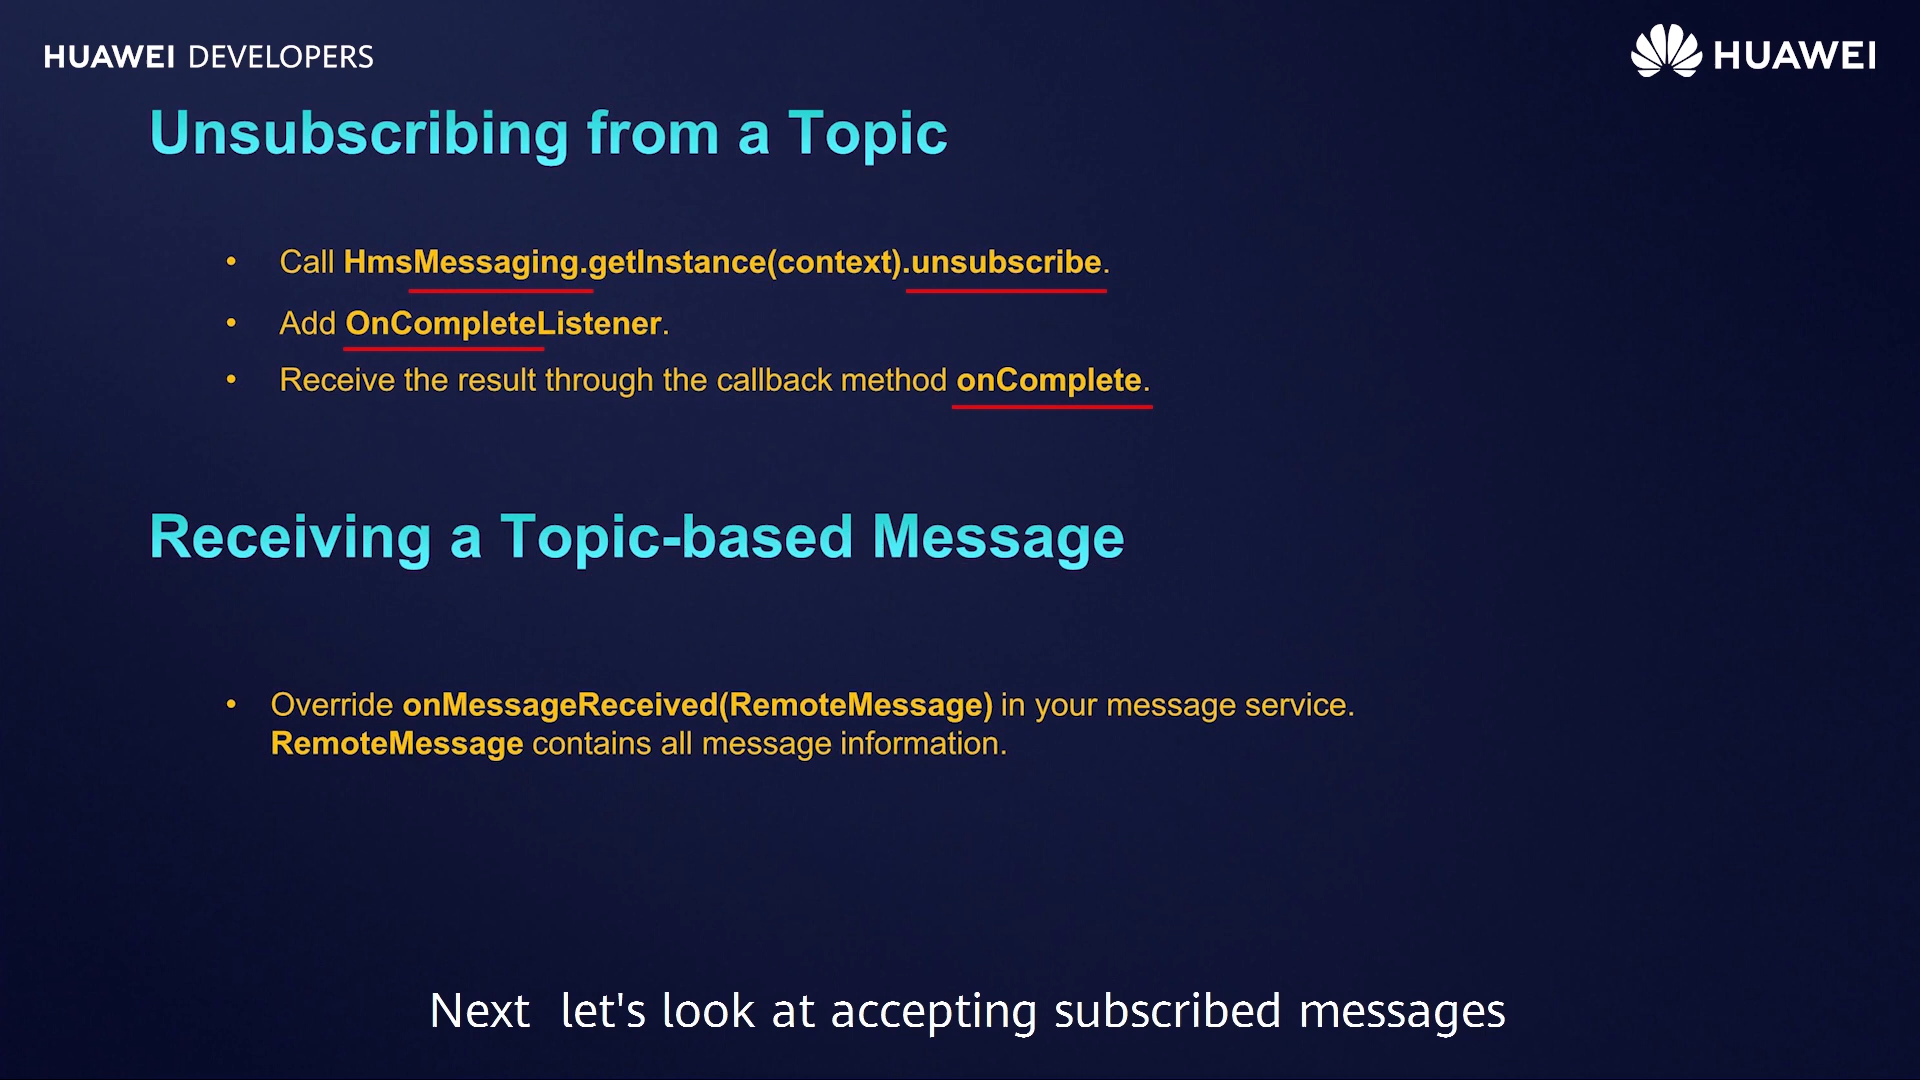 HUAWEI DEVELOPERS
HUAWEI
Unsubscribing from a Topic
• Call HmsMessaging.getInstance(context).unsubscribe.
• Add OnCompleteListener.
• Receive the result through the callback method onComplete.
Receiving a Topic-based Message
• Override onMessageReceived(RemoteMessage) in your message service.
RemoteMessage contains all message information.
Next let's look at accepting subscribed messages